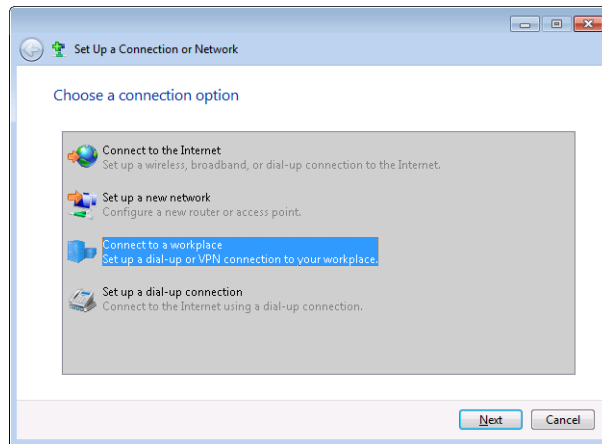 Set Up a Connection or Network
Choose a connection option
Connect to the Internet
Set up a wireless, broadband, or dial-up connection to the Internet.
Set up a new network
Configure a new router or access point.
Connect to a workplace
Set up a dial-up or VPN connection to your workplace.
Set up a dial-up connection
Connect to the Internet using a dial-up connection.
Next Cancel